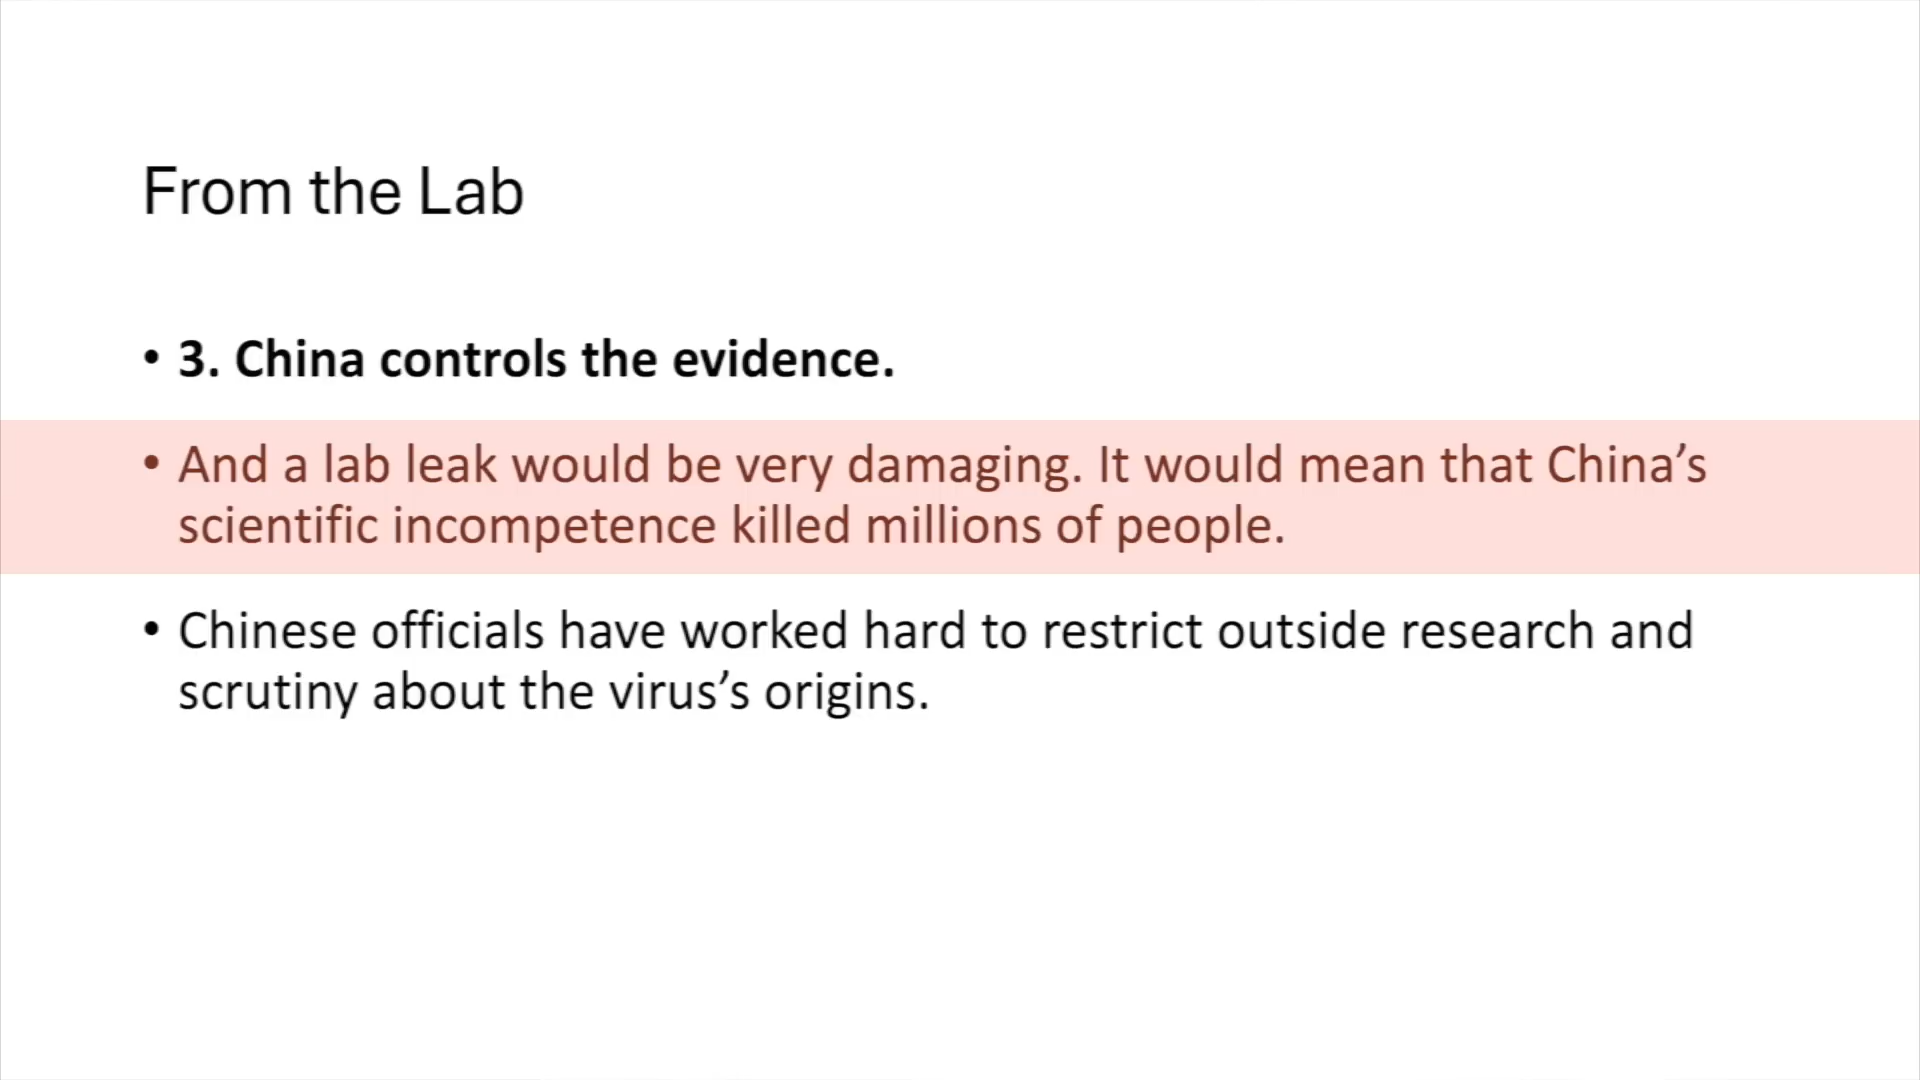 From the Lab
• 3. China controls the evidence.
• And a lab leak would be very damaging. It would mean that China’s
scientific incompetence killed millions of people.
• Chinese officials have worked hard to restrict outside research and
scrutiny about the virus’s origins.